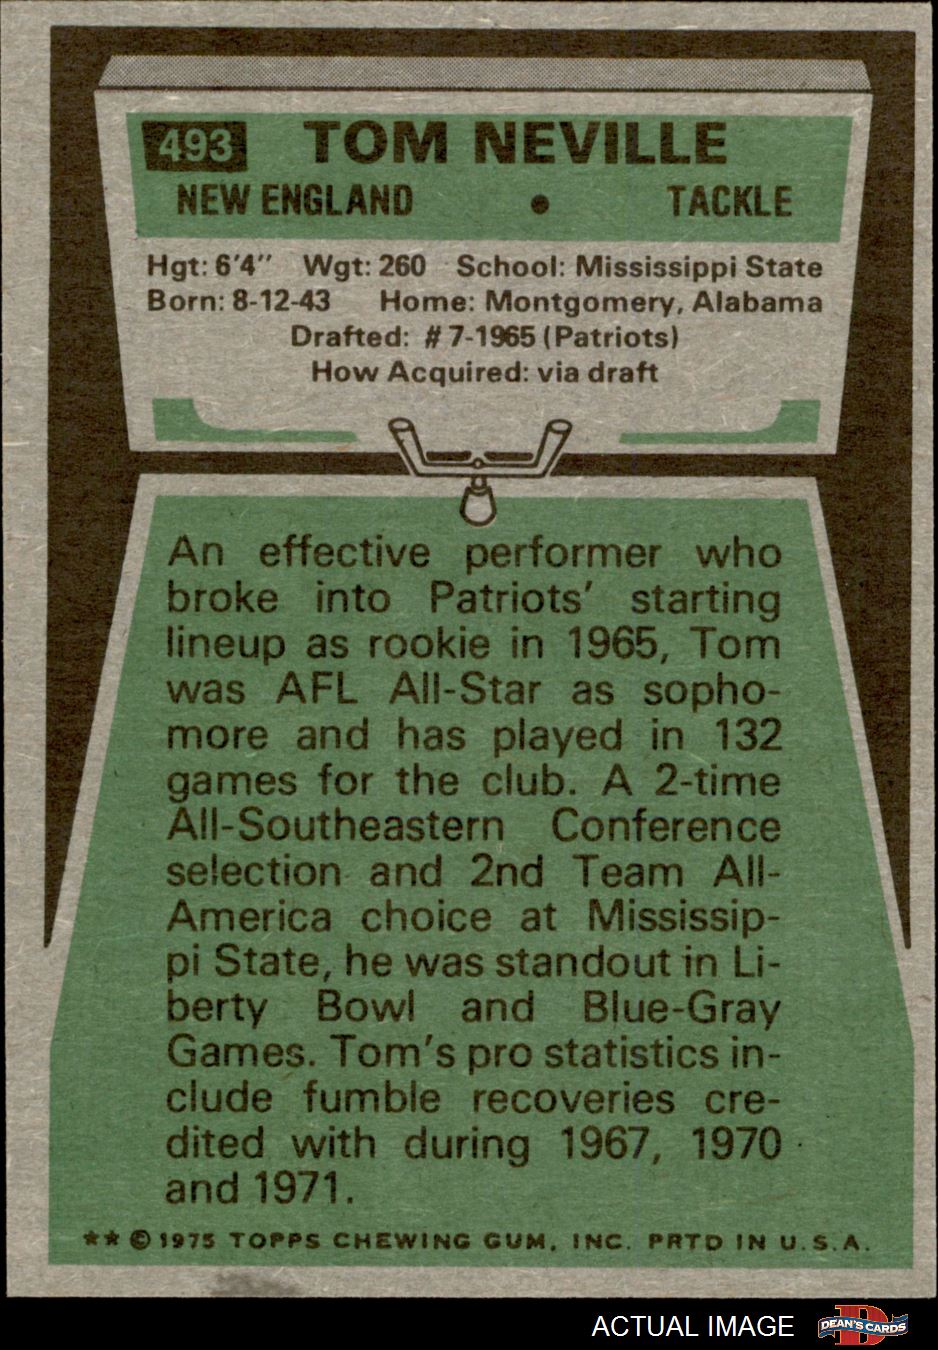 493 TOM NEVILLE
NEW ENGLAND • TACKLE
Hgt: 6'4" Wgt: 260 School: Mississippi State
Born: 8-12-43 Home: Montgomery, Alabama
Drafted: # 7-1965 (Patriots)
How Acquired: via draft
An effective performer who
broke into Patriots' starting
lineup as rookie in 1965, Tom
was AFL All-Star as sopho-
more and has played in 132
games for the club. A 2-time
All-Southeastern Conference
selection and 2nd Team All-
America choice at Mississip-
pi State, he was standout in Li-
berty Bowl and Blue-Gray
Games. Tom's pro statistics in-
clude fumble recoveries cre-
dited with during 1967, 1970
and 1971.
** © 1975 TOPPS CHEWING GUM, INC. PRTD IN U.S.A.
ACTUAL IMAGE DEAN'S CARDS